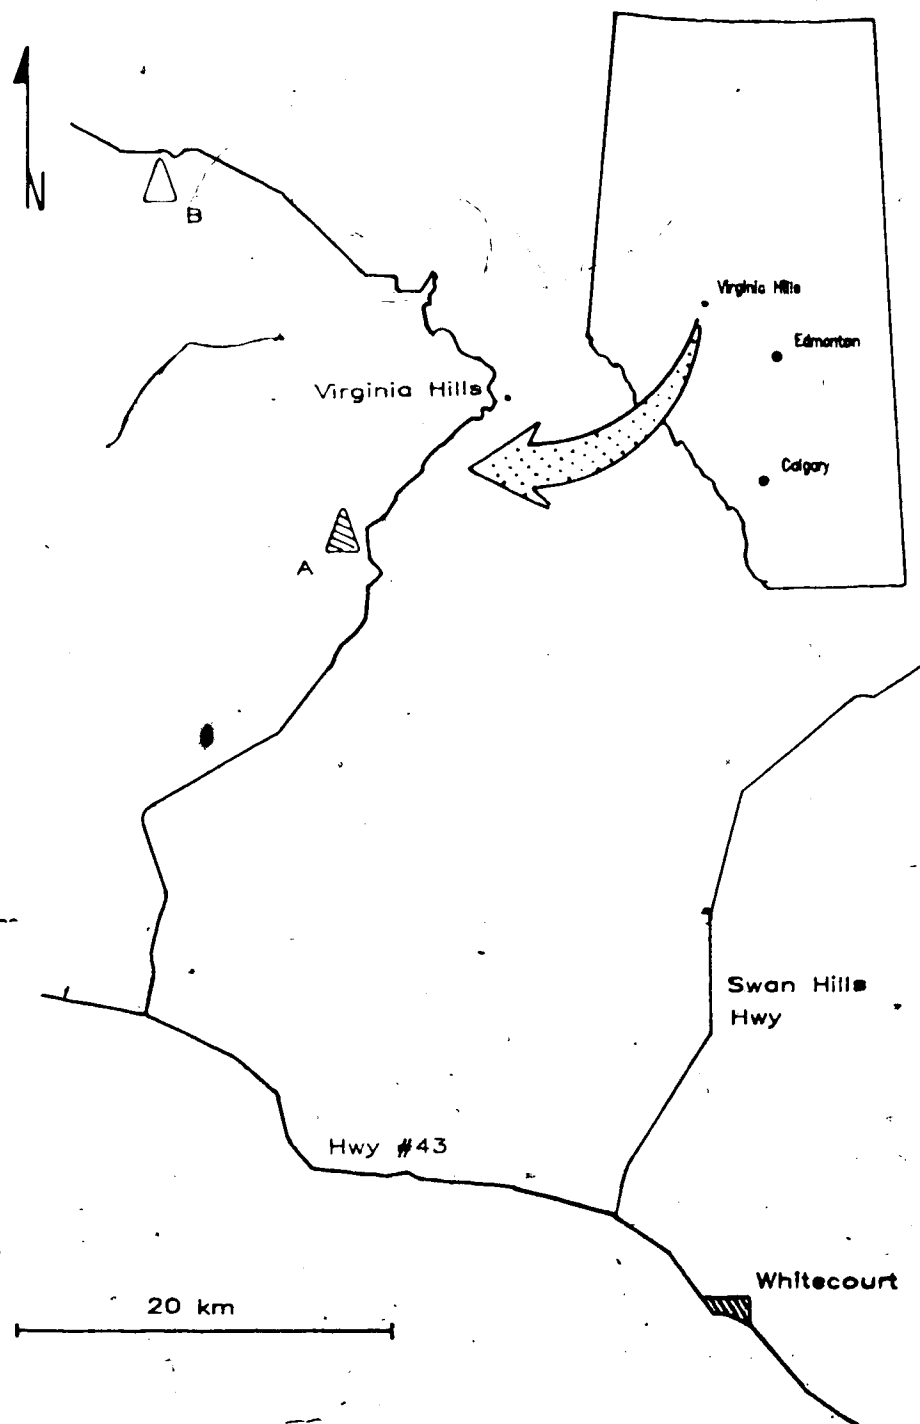 N
B
Virginia Hills
Edmonton
Virginia Hills
Calgary
A
Swan Hills
Hwy
Hwy #43
Whitecourt
20 km